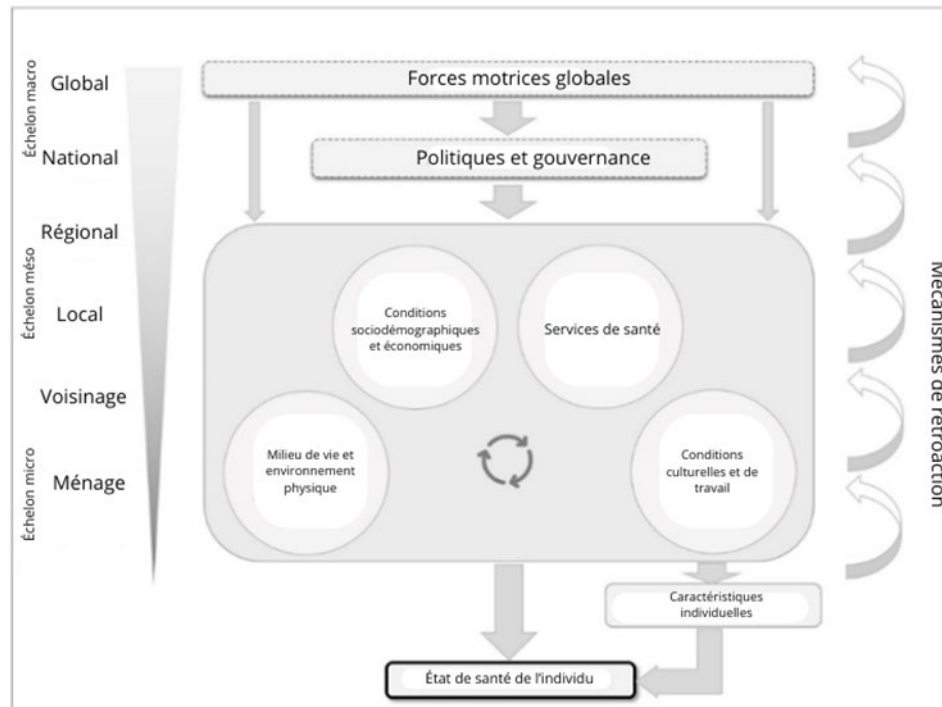 Forces motrices globales
Politiques et gouvernance
Échelon macro
Global
National
Régional
Échelon méso
Local
Voisinage
Échelon micro
Ménage
Conditions
sociodémographiques
et économiques
Services de santé
Milieu de vie et
environnement
physique
Conditions
culturelles et de
travail
Caractéristiques
individuelles
État de santé de l’individu
Mécanismes de rétroaction